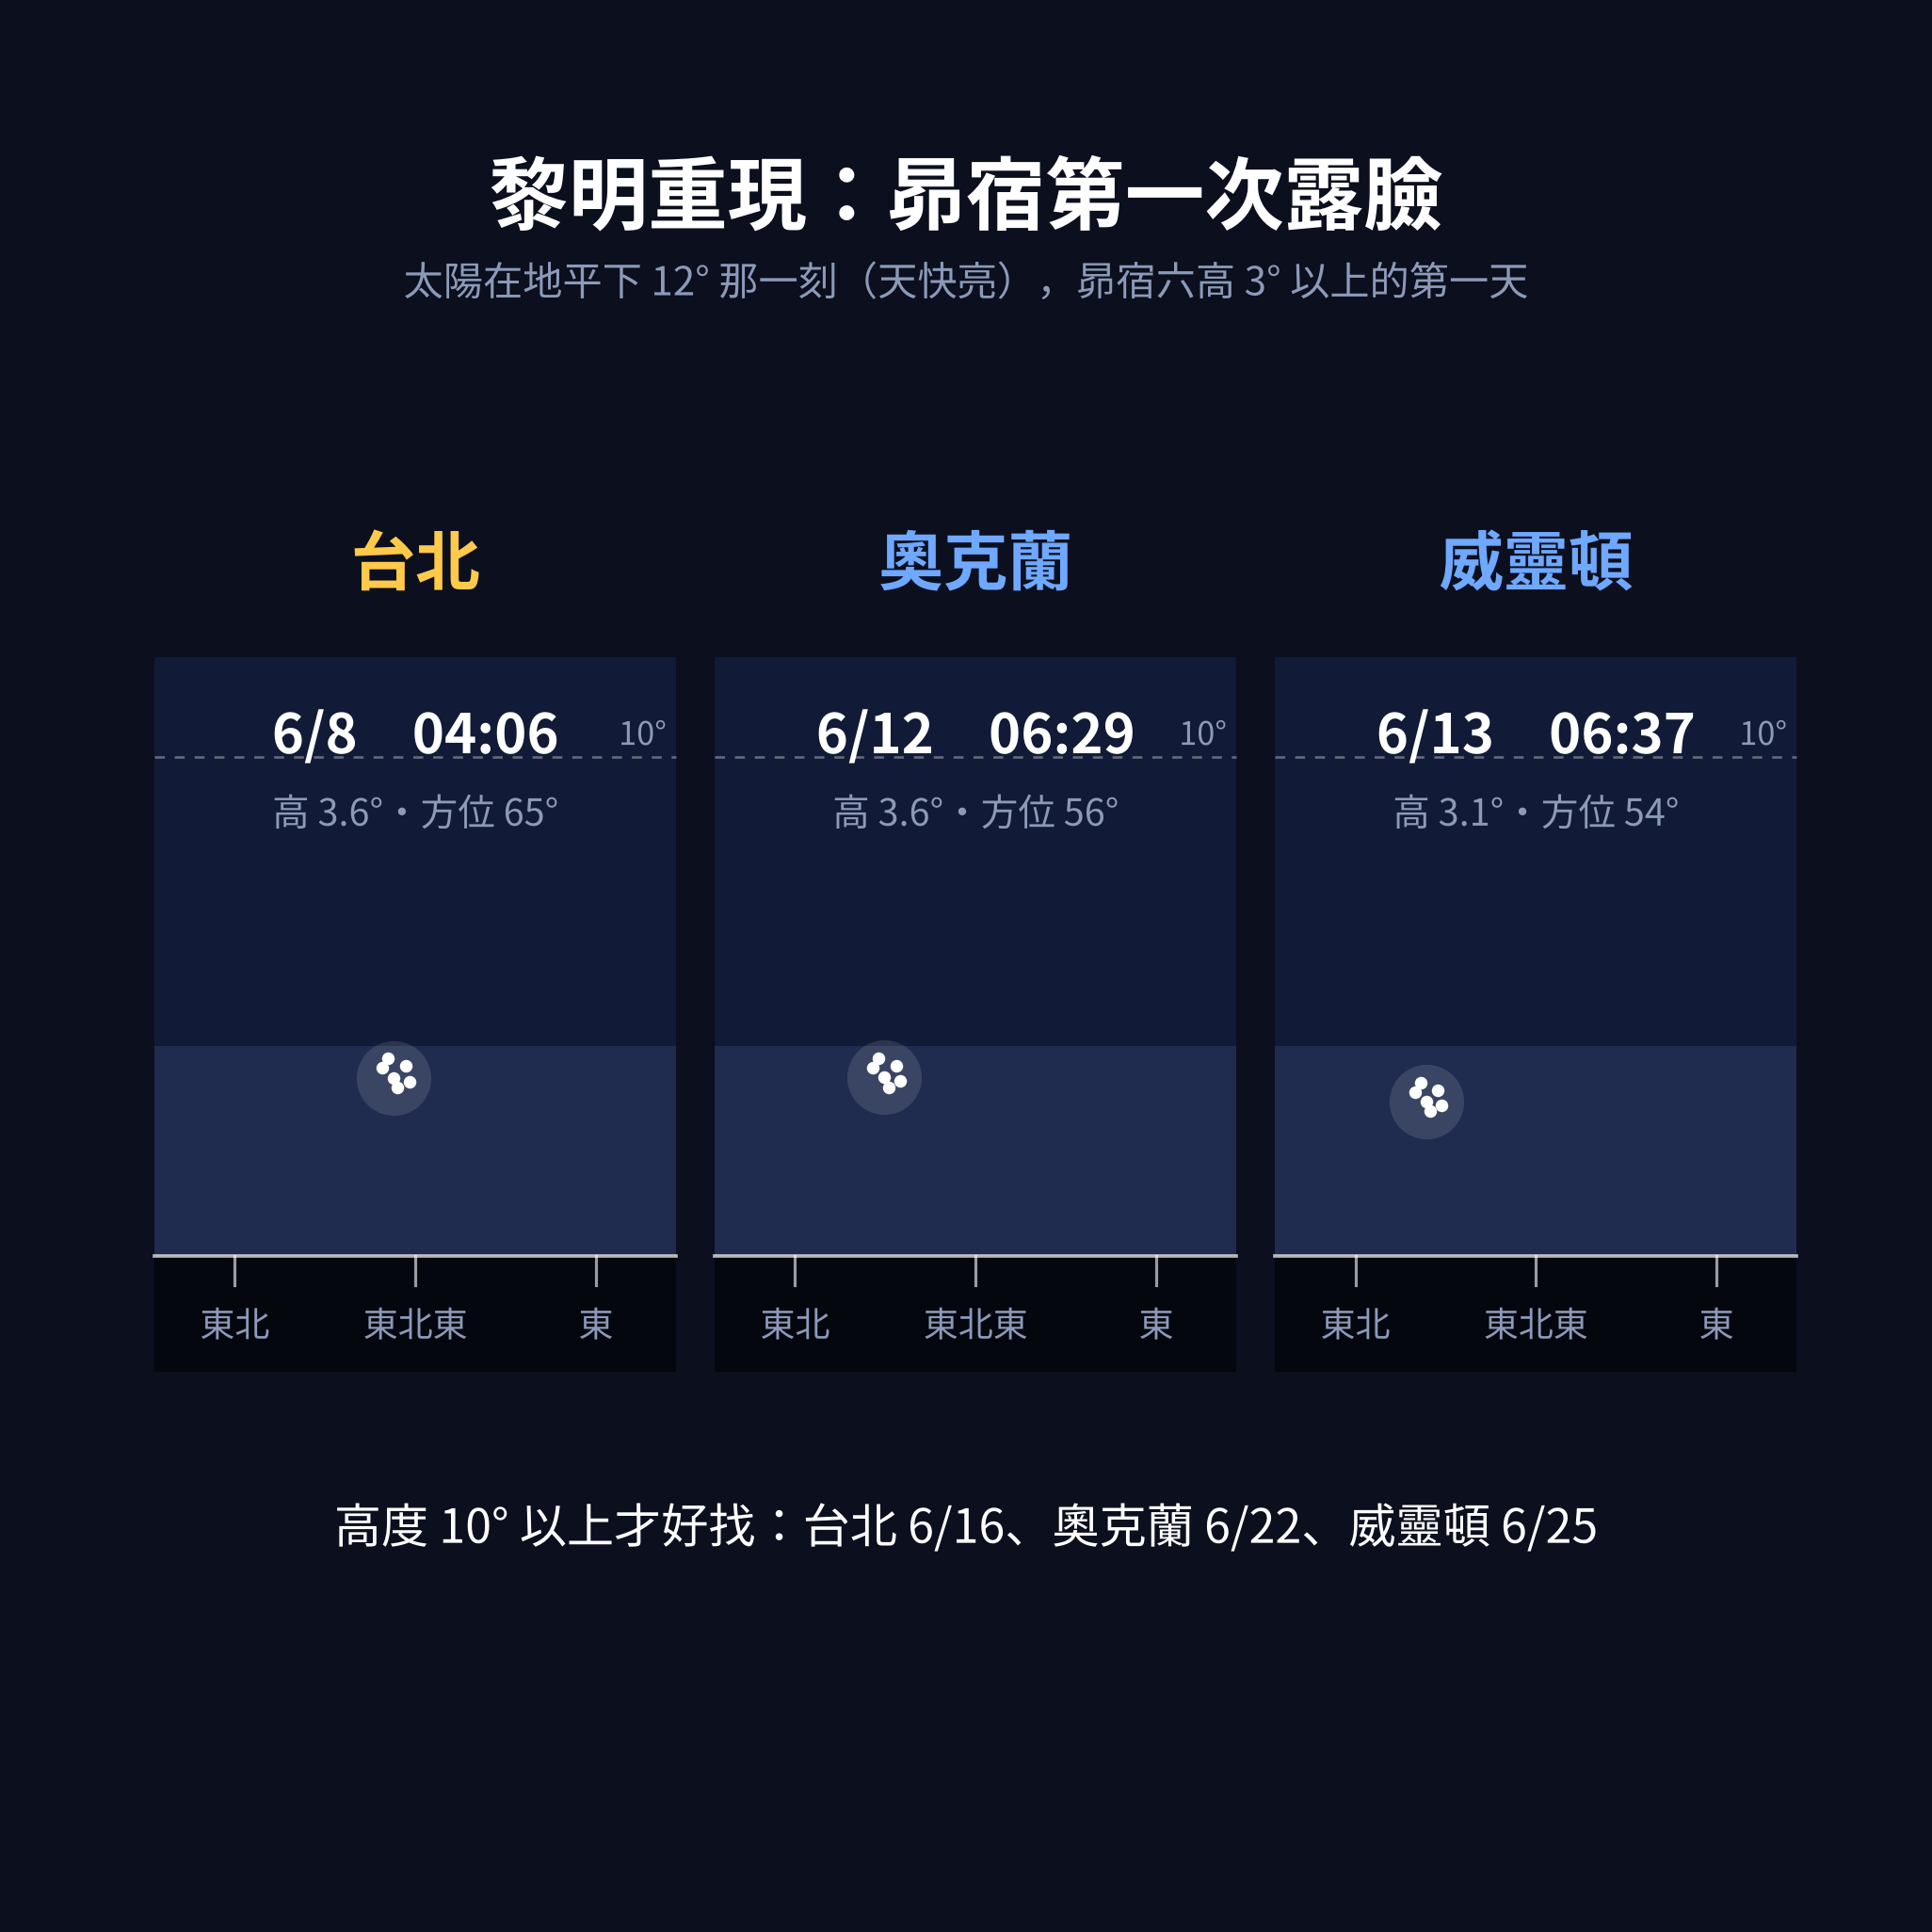 黎明重現：昴宿第一次露臉
太陽在地平下 12° 那一刻（天快亮），昴宿六高 3° 以上的第一天
台北
6/8 04:06
10°
高 3.6°・方位 65°
東北 東北東 東
奧克蘭
6/12 06:29
10°
高 3.6°・方位 56°
東北 東北東 東
威靈頓
6/13 06:37
10°
高 3.1°・方位 54°
東北 東北東 東
高度 10° 以上才好找：台北 6/16、奧克蘭 6/22、威靈頓 6/25